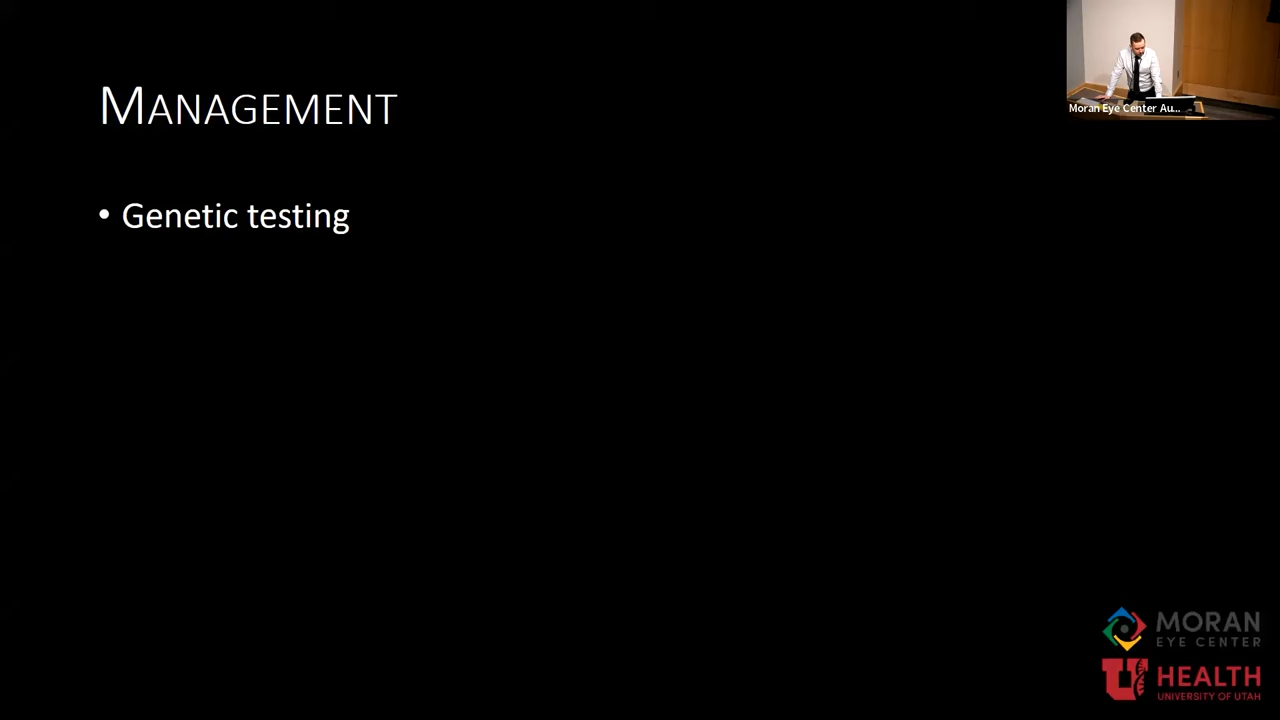 MANAGEMENT
• Genetic testing
Moran Eye Center Au...
MORAN
EYE CENTER
U HEALTH
UNIVERSITY OF UTAH